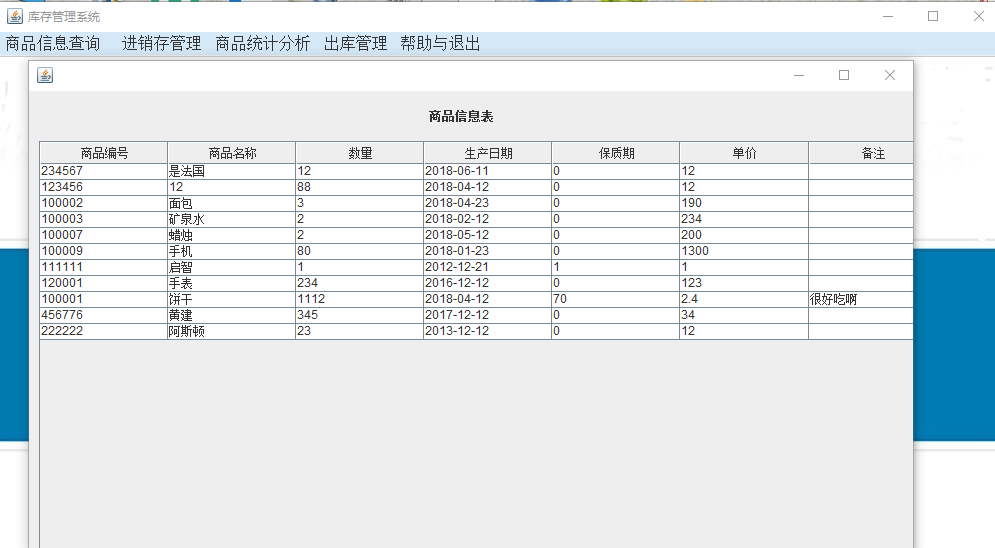 库存管理系统
商品信息查询 进销存管理 商品统计分析 出库管理 帮助与退出
商品信息表
商品编号 商品名称 数量 生产日期 保质期 单价 备注
234567 是法国 12 2018-06-11 0 12
123456 12 88 2018-04-12 0 12
100002 面包 3 2018-04-23 0 190
100003 矿泉水 2 2018-02-12 0 234
100007 蜡烛 2 2018-05-12 0 200
100009 手机 80 2018-01-23 0 1300
111111 启智 1 2012-12-21 1 1
120001 手表 234 2016-12-12 0 123
100001 饼干 1112 2018-04-12 70 2.4 很好吃啊
456776 黄建 345 2017-12-12 0 34
222222 阿斯顿 23 2013-12-12 0 12